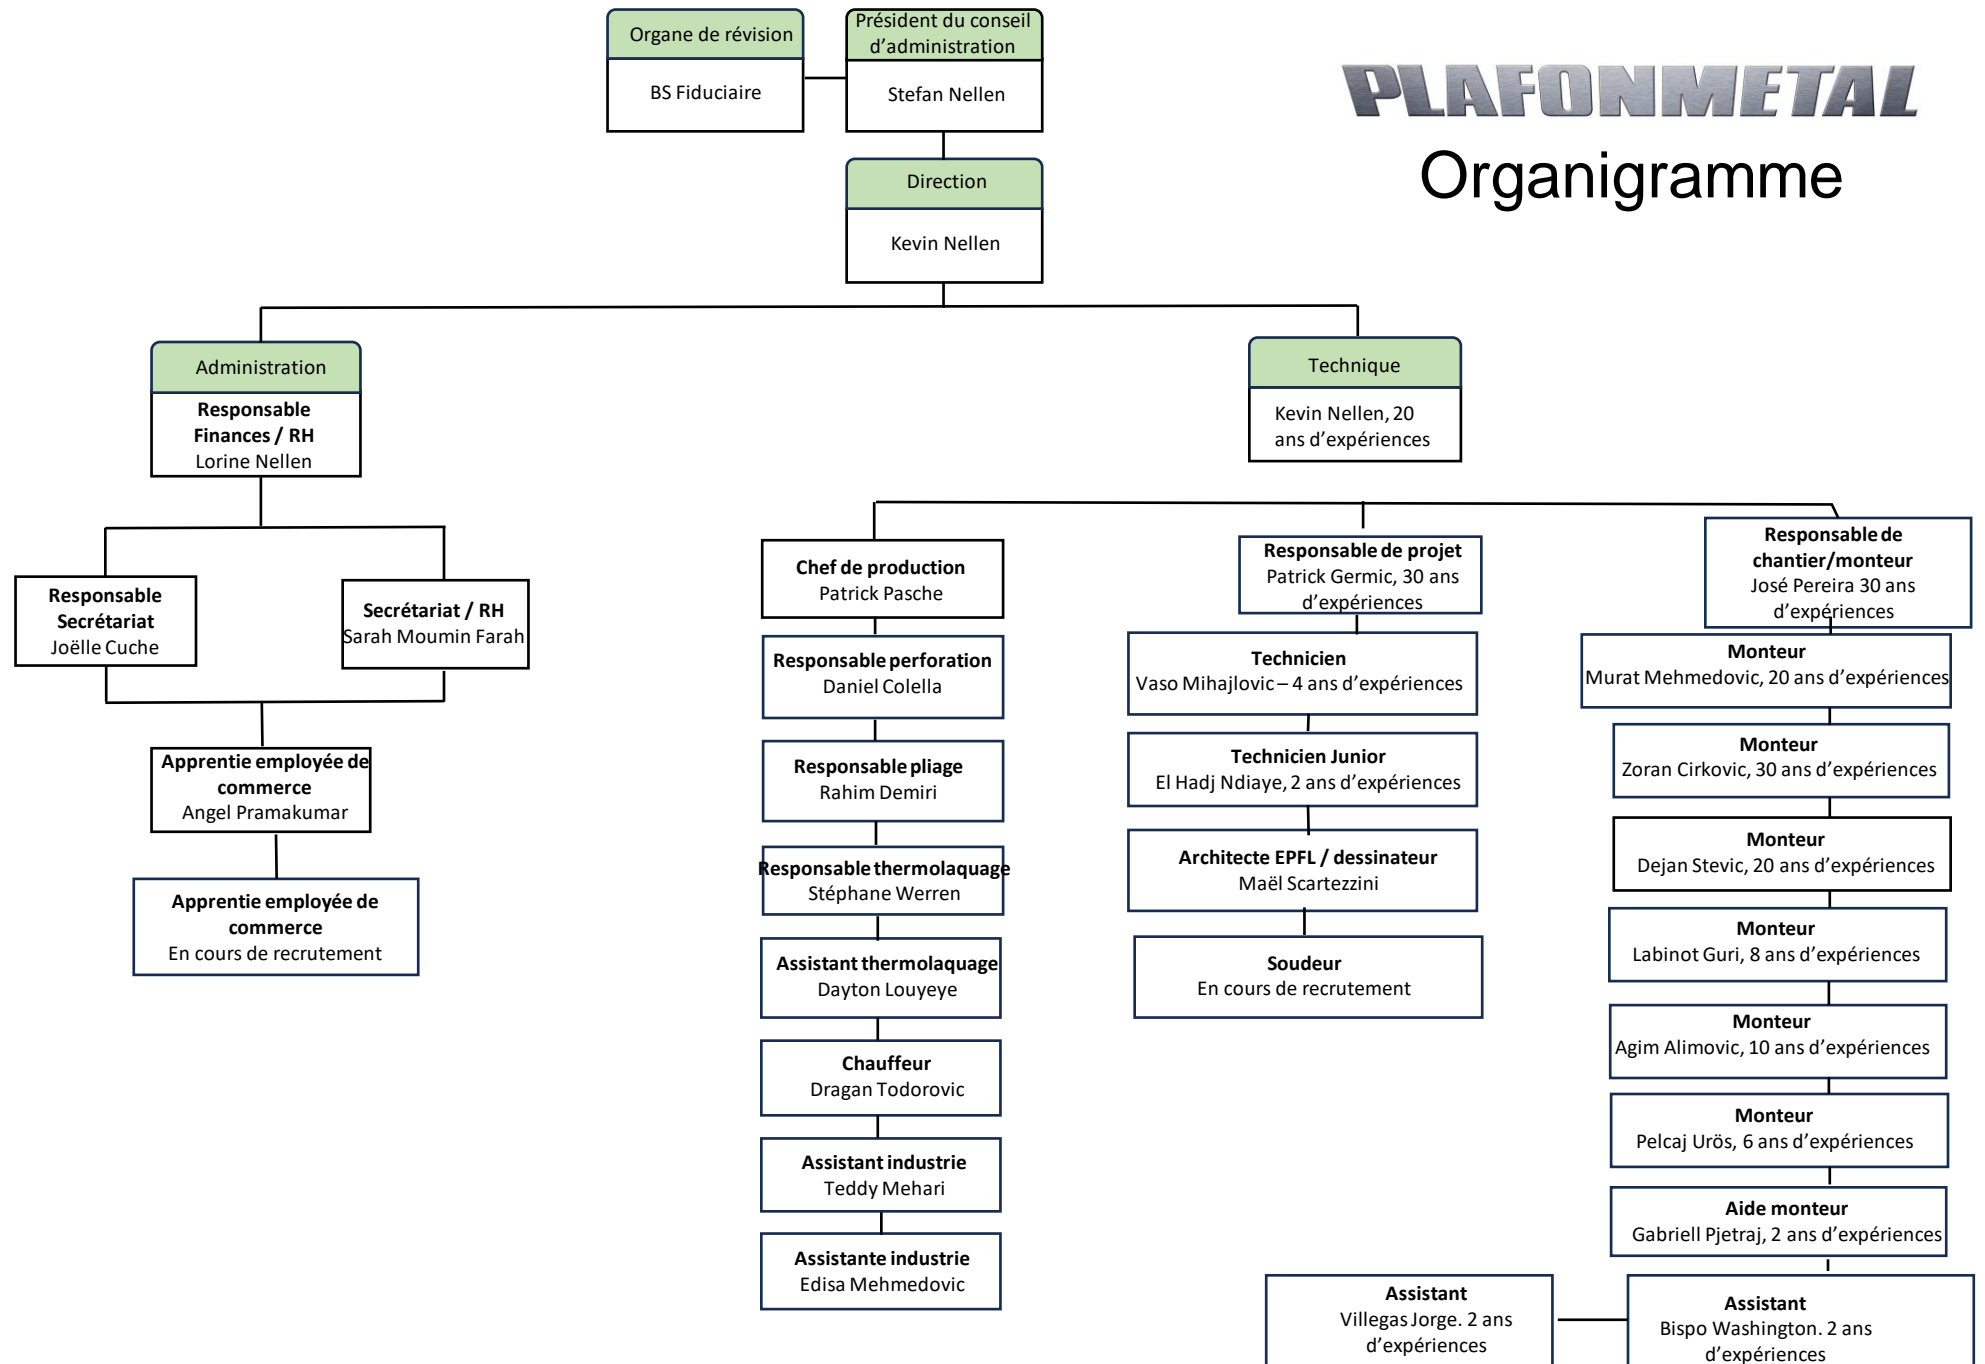 Organe de révision
BS Fiduciaire
Président du conseil
d’administration
Stefan Nellen
PLAFONMETAL
Organigramme
Direction
Kevin Nellen
Administration
Responsable
Finances / RH
Lorine Nellen
Technique
Kevin Nellen, 20
ans d’expériences
Responsable
Secrétariat
Joëlle Cuche
Secrétariat / RH
Sarah Moumin Farah
Apprentie employée de
commerce
Angel Pramakumar
Apprentie employée de
commerce
En cours de recrutement
Chef de production
Patrick Pasche
Responsable perforation
Daniel Colella
Responsable pliage
Rahim Demiri
Responsable thermolaquage
Stéphane Werren
Assistant thermolaquage
Dayton Louyeye
Chauffeur
Dragan Todorovic
Assistant industrie
Teddy Mehari
Assistante industrie
Edisa Mehmedovic
Responsable de projet
Patrick Germic, 30 ans
d’expériences
Technicien
Vaso Mihajlovic – 4 ans d’expériences
Technicien Junior
El Hadj Ndiaye, 2 ans d’expériences
Architecte EPFL / dessinateur
Maël Scartezzini
Soudeur
En cours de recrutement
Responsable de
chantier/monteur
José Pereira 30 ans
d’expériences
Monteur
Murat Mehmedovic, 20 ans d’expériences
Monteur
Zoran Cirkovic, 30 ans d’expériences
Monteur
Dejan Stevic, 20 ans d’expériences
Monteur
Labinot Guri, 8 ans d’expériences
Monteur
Agim Alimovic, 10 ans d’expériences
Monteur
Pelcaj Urös, 6 ans d’expériences
Aide monteur
Gabriell Pjetraj, 2 ans d’expériences
Assistant
Villegas Jorge. 2 ans
d’expériences
Assistant
Bispo Washington. 2 ans
d’expériences